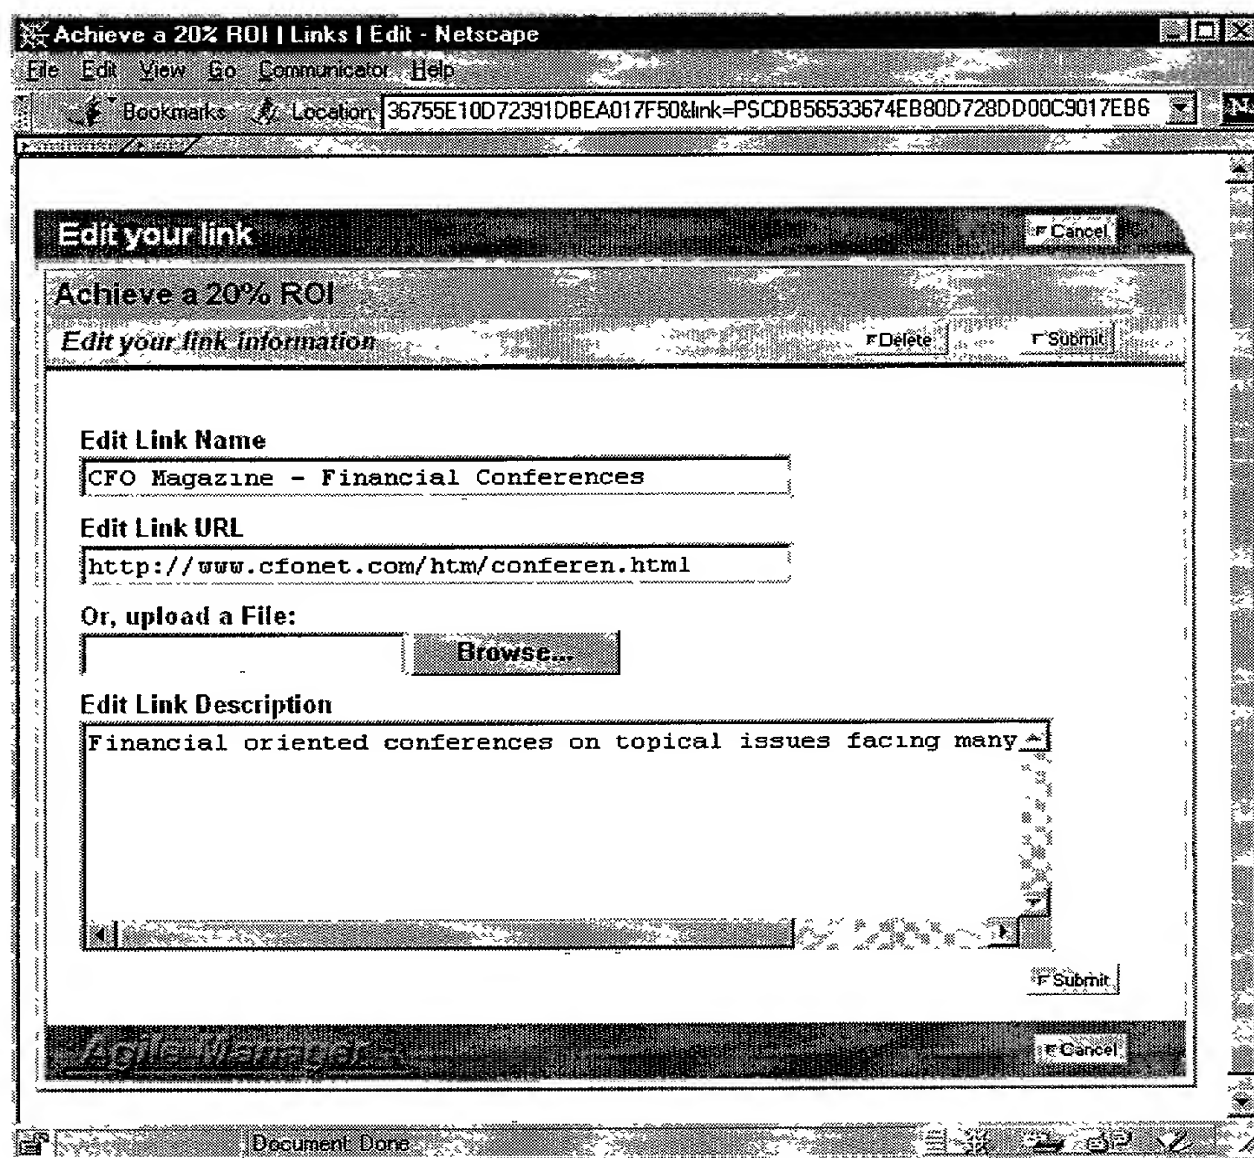 Achieve a 20% ROI | Links | Edit - Netscape
File Edit View Go Communicator Help
Bookmarks Location: 36755E10D72391DBEA017F50&link=PSCDB56533674EB80D728DD00C9017EB6
Edit your link
Cancel
Achieve a 20% ROI
Edit your link information
Delete
Submit
Edit Link Name
CFO Magazine - Financial Conferences
Edit Link URL
http://www.cfonet.com/htm/conferen.html
Or, upload a File:
Browse...
Edit Link Description
Financial oriented conferences on topical issues facing many
Submit
Agile Manager
Cancel
Document: Done